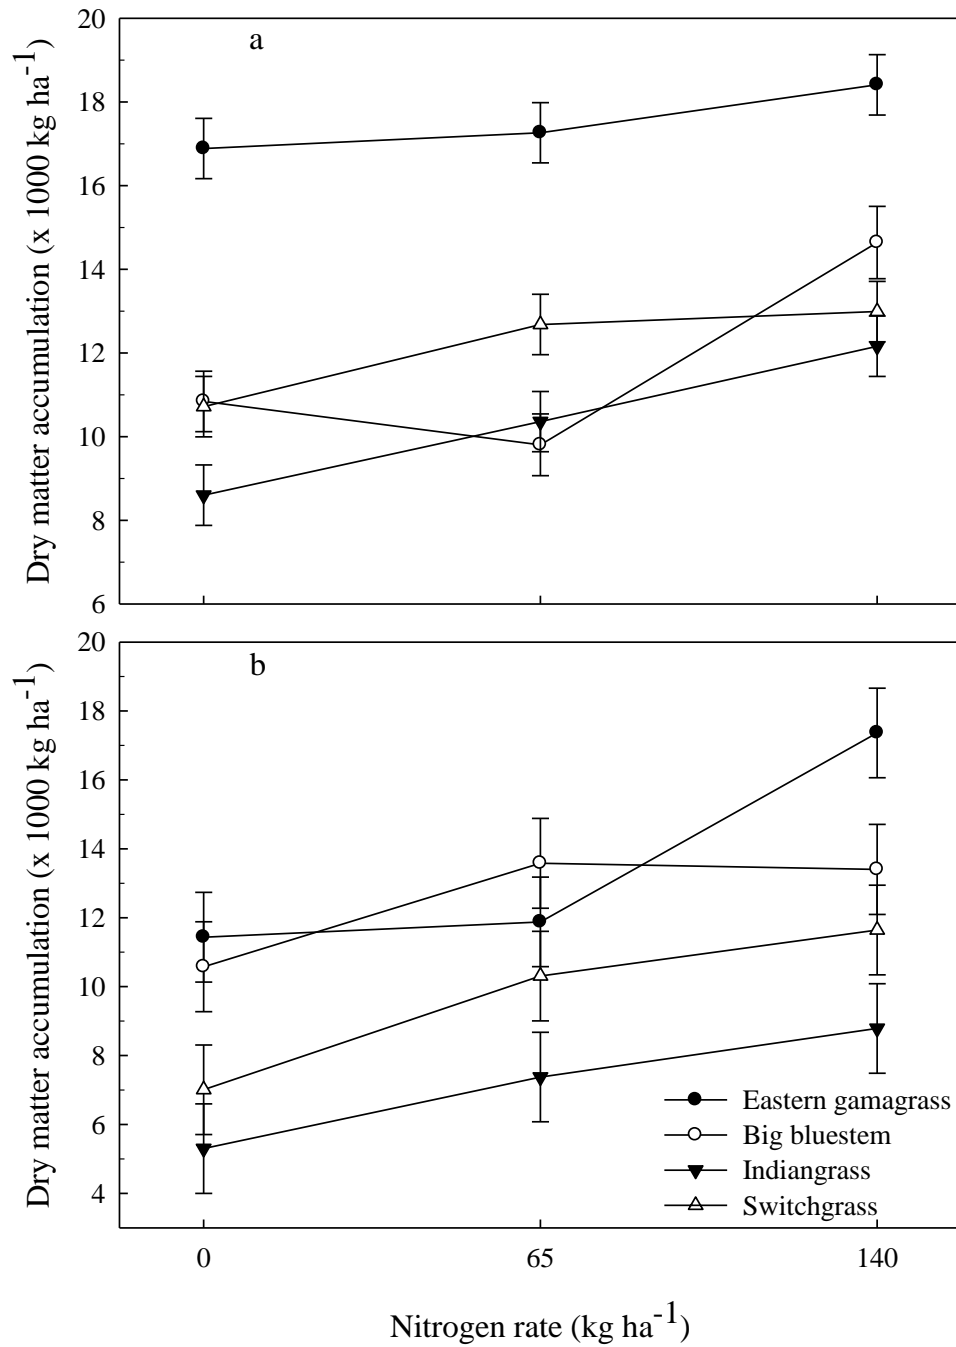 a
Dry matter accumulation (x 1000 kg ha-1)
20
18
16
14
12
10
8
6
b
Dry matter accumulation (x 1000 kg ha-1)
20
18
16
14
12
10
8
6
4
Eastern gamagrass
Big bluestem
Indiangrass
Switchgrass
0 65 140
Nitrogen rate (kg ha-1)